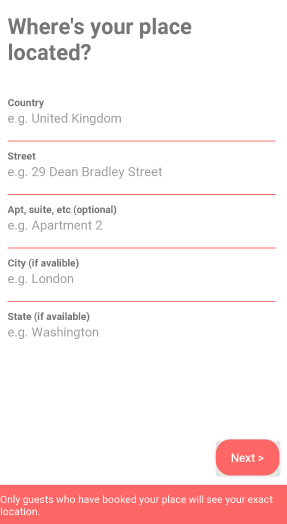 Where's your place
located?
Country
e.g. United Kingdom
Street
e.g. 29 Dean Bradley Street
Apt, suite, etc (optional)
e.g. Apartment 2
City (if avalible)
e.g. London
State (if available)
e.g. Washington
Next >
Only guests who have booked your place will see your exact
location.